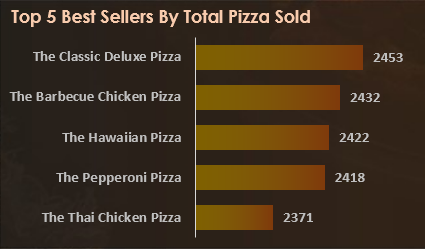 Top 5 Best Sellers By Total Pizza Sold
The Classic Deluxe Pizza 2453
The Barbecue Chicken Pizza 2432
The Hawaiian Pizza 2422
The Pepperoni Pizza 2418
The Thai Chicken Pizza 2371